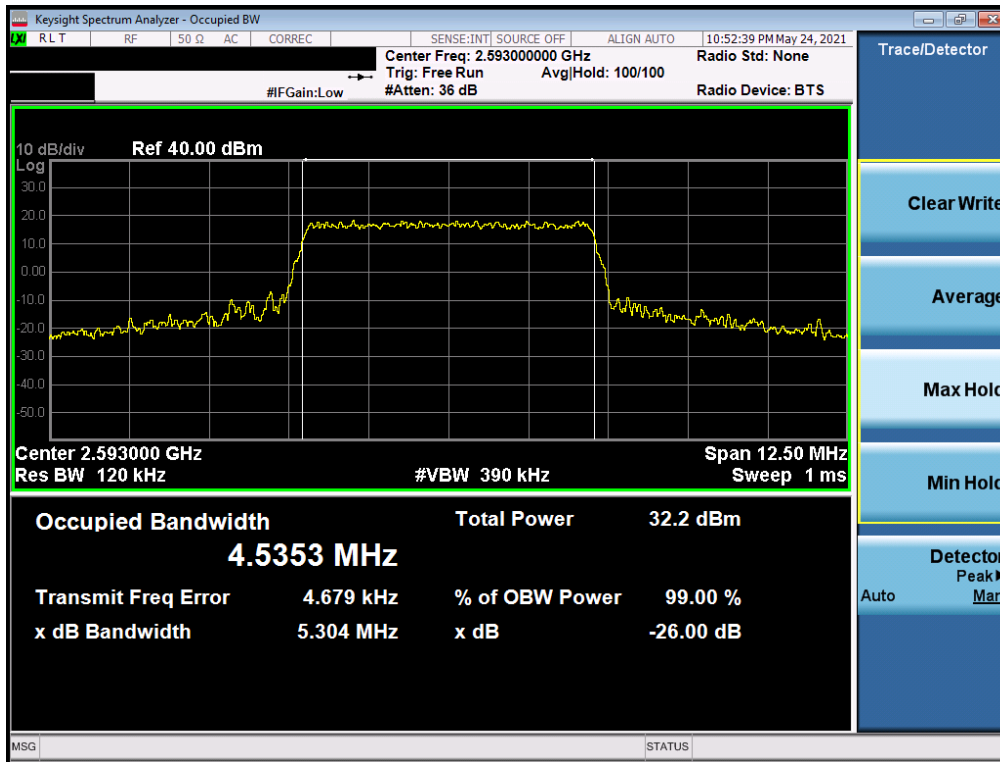 Keysight Spectrum Analyzer - Occupied BW
LXI RLT RF 50 Ω AC CORREC SENSE:INT SOURCE OFF ALIGN AUTO 10:52:39 PM May 24, 2021
Center Freq: 2.593000000 GHz Radio Std: None
Trig: Free Run Avg|Hold: 100/100
#IFGain:Low #Atten: 36 dB Radio Device: BTS
Trace/Detector
10 dB/div Ref 40.00 dBm
Log
30.0
20.0
10.0
0.00
-10.0
-20.0
-30.0
-40.0
-50.0
Center 2.593000 GHz Span 12.50 MHz
Res BW 120 kHz #VBW 390 kHz Sweep 1 ms
Occupied Bandwidth Total Power 32.2 dBm
4.5353 MHz
Transmit Freq Error 4.679 kHz % of OBW Power 99.00 %
x dB Bandwidth 5.304 MHz x dB -26.00 dB
Clear Write
Average
Max Hold
Min Hold
Detector
Peak
Auto Man
MSG STATUS